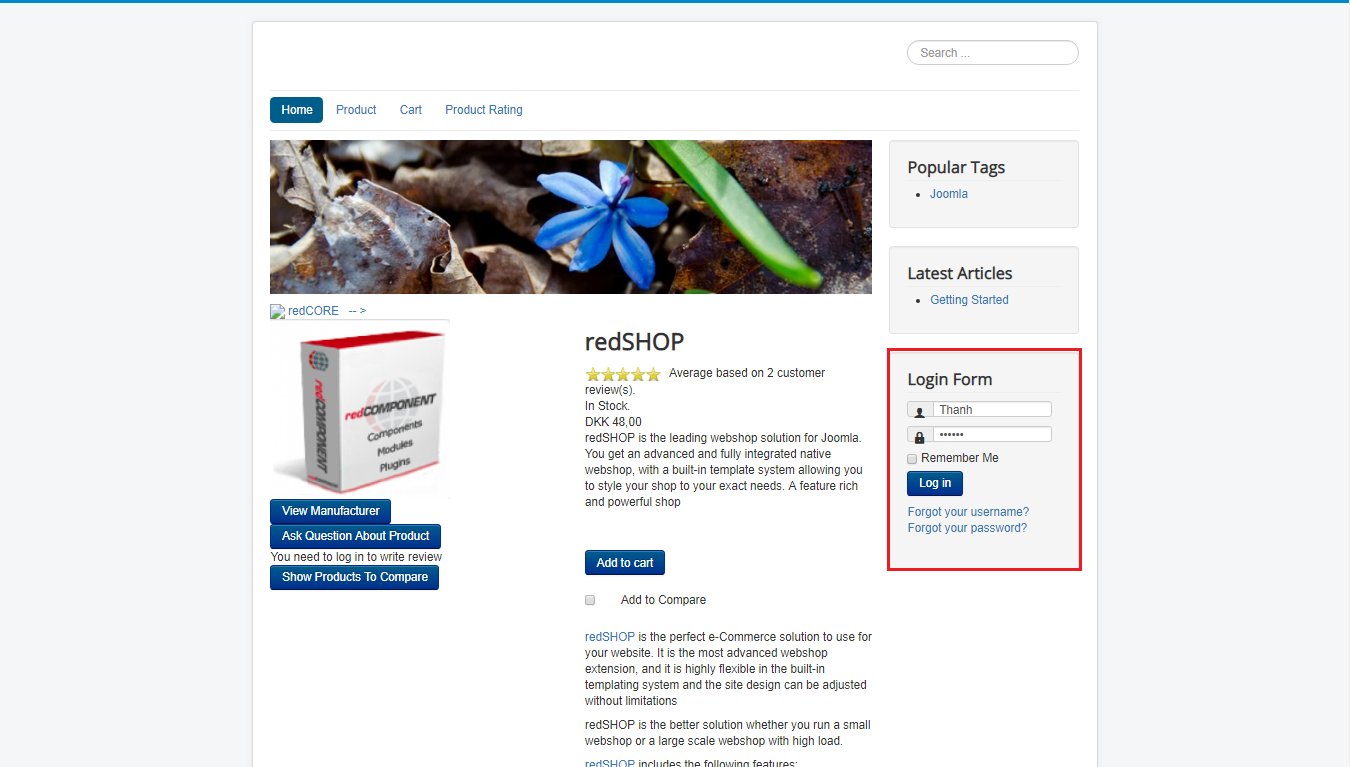 Search ...
Home Product Cart Product Rating
Popular Tags
Joomla
Latest Articles
Getting Started
redCORE -- >
redCOMPONENT
redCOMPONENT
Components
Modules
Plugins
View Manufacturer
Ask Question About Product
You need to log in to write review
Show Products To Compare
redSHOP
Average based on 2 customer
review(s).
In Stock.
DKK 48,00
redSHOP is the leading webshop solution for Joomla.
You get an advanced and fully integrated native
webshop, with a built-in template system allowing you
to style your shop to your exact needs. A feature rich
and powerful shop
Add to cart
Add to Compare
redSHOP is the perfect e-Commerce solution to use for
your website. It is the most advanced webshop
extension, and it is highly flexible in the built-in
templating system and the site design can be adjusted
without limitations
redSHOP is the better solution whether you run a small
webshop or a large scale webshop with high load.
redSHOP includes the following features:
Login Form
Thanh
••••••
Remember Me
Log in
Forgot your username?
Forgot your password?